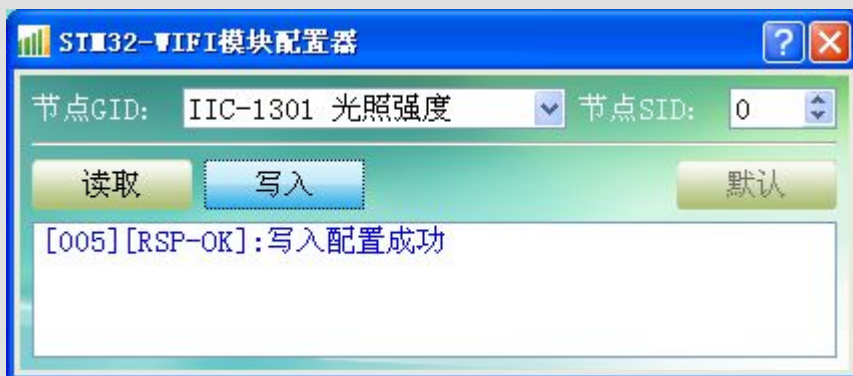 STM32-WIFI模块配置器
节点GID: IIC-1301 光照强度 节点SID: 0
读取 写入 默认
[005][RSP-OK]:写入配置成功